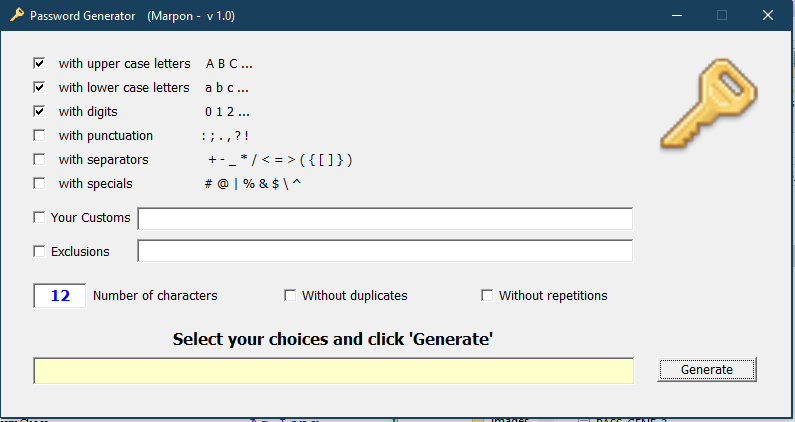 Password Generator (Marpon - v 1.0)
with upper case letters A B C ...
with lower case letters a b c ...
with digits 0 1 2 ...
with punctuation : ; . , ? !
with separators + - _ * / < = > ( { [ ] } )
with specials # @ | % & $ \ ^
Your Customs
Exclusions
12 Number of characters Without duplicates Without repetitions
Select your choices and click 'Generate'
Generate